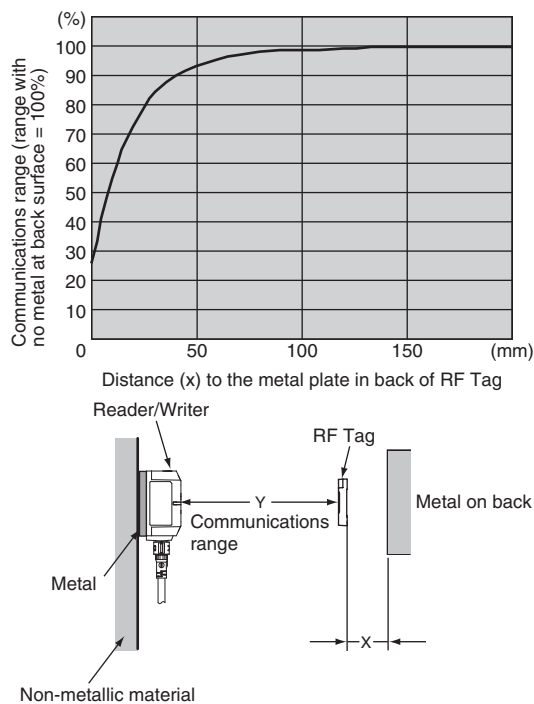 (%)
100
90
80
70
60
50
40
30
20
10
0
50
100
150
(mm)
Communications range (range with
no metal at back surface = 100%)
Distance (x) to the metal plate in back of RF Tag
Reader/Writer
RF Tag
Y
Communications
range
Metal on back
Metal
X
Non-metallic material